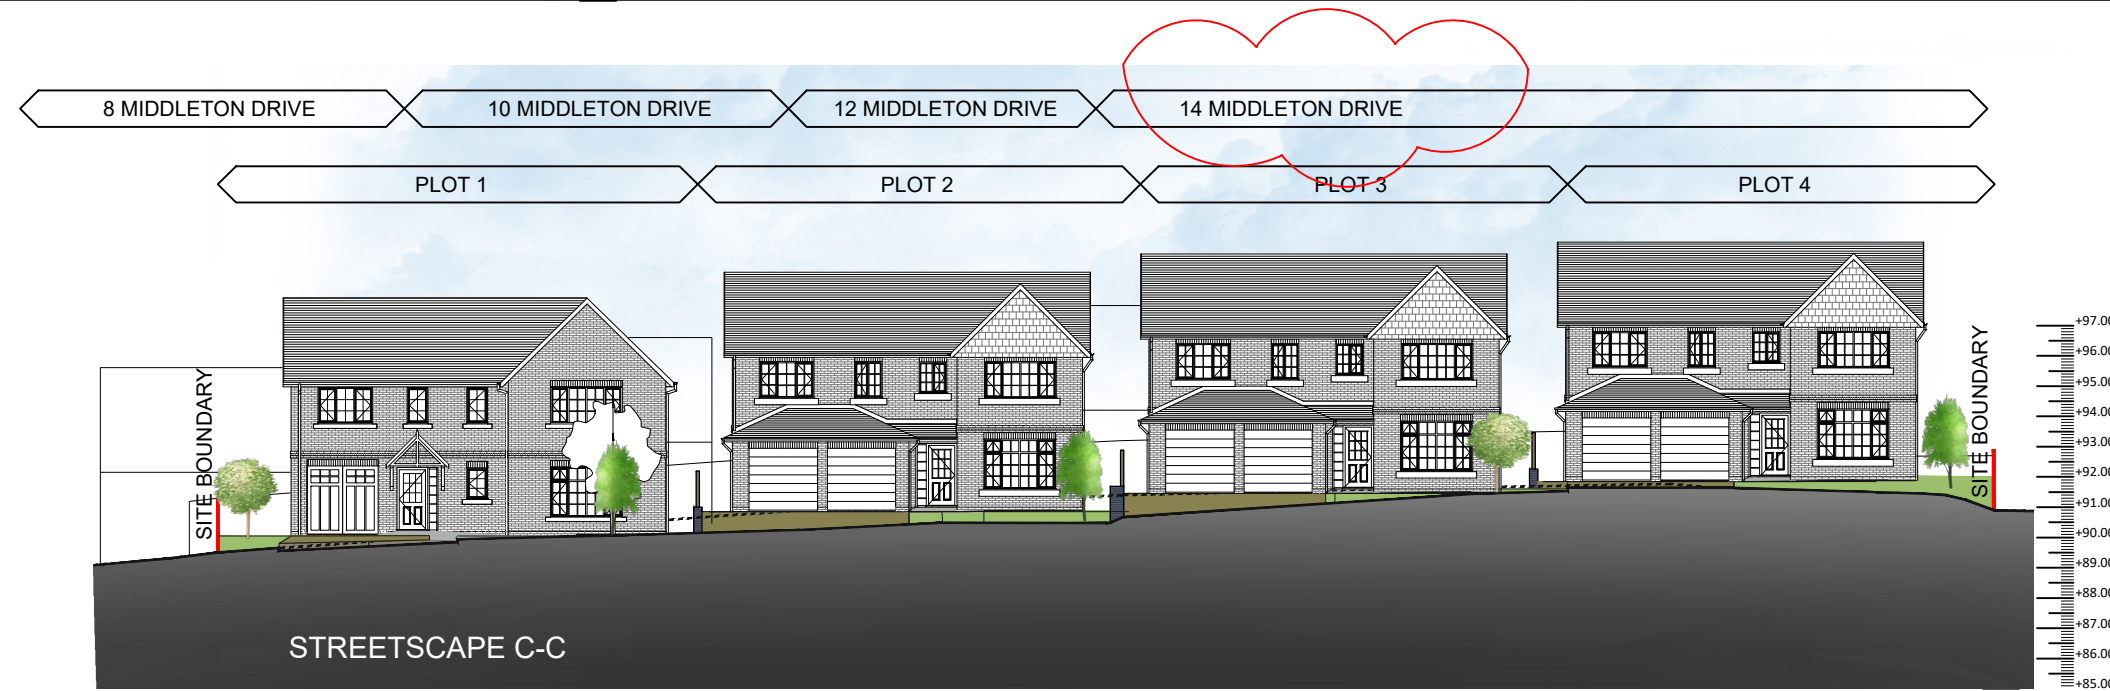 8 MIDDLETON DRIVE
10 MIDDLETON DRIVE
12 MIDDLETON DRIVE
14 MIDDLETON DRIVE
PLOT 1
PLOT 2
PLOT 3
PLOT 4
SITE BOUNDARY
SITE BOUNDARY
+97.00
+96.00
+95.00
+94.00
+93.00
+92.00
+91.00
+90.00
+89.00
+88.00
+87.00
+86.00
+85.00
STREETSCAPE C-C